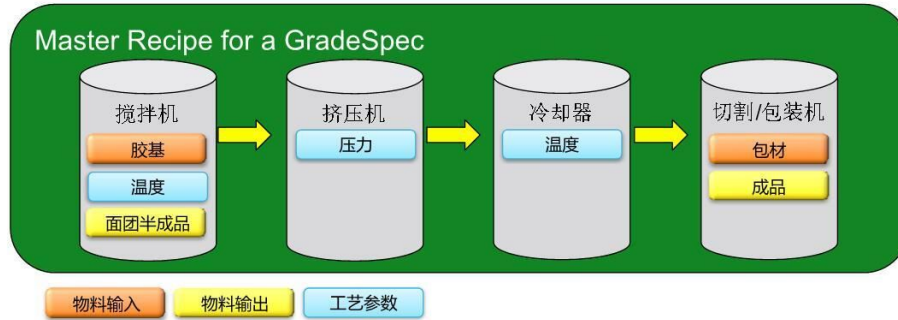 Master Recipe for a GradeSpec
搅拌机
胶基
温度
面团半成品
挤压机
压力
冷却器
温度
切割/包装机
包材
成品
物料输入
物料输出
工艺参数